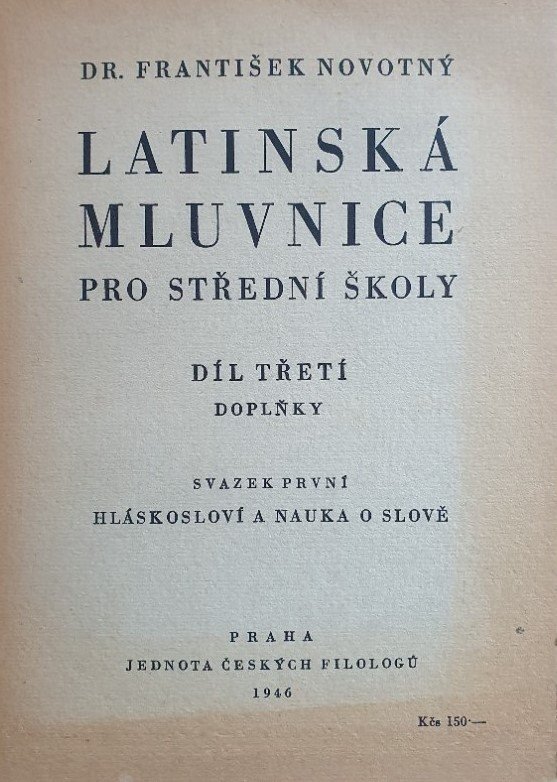 DR. FRANTIŠEK NOVOTNÝ
LATINSKÁ
MLUVNICE
PRO STŘEDNÍ ŠKOLY
DÍL TŘETÍ
DOPLŇKY
SVAZEK PRVNÍ
HLÁSKOSLOVÍ A NAUKA O SLOVĚ
PRAHA
JEDNOTA ČESKÝCH FILOLOGŮ
1946
Kčs 150·—